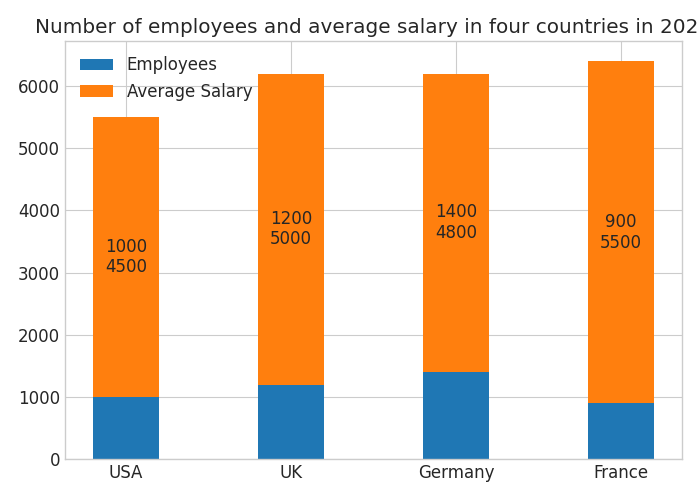 Number of employees and average salary in four countries in 202
Employees
Average Salary
6000
5000
4000
3000
2000
1000
0
1000
4500
1200
5000
1400
4800
900
5500
USA
UK
Germany
France